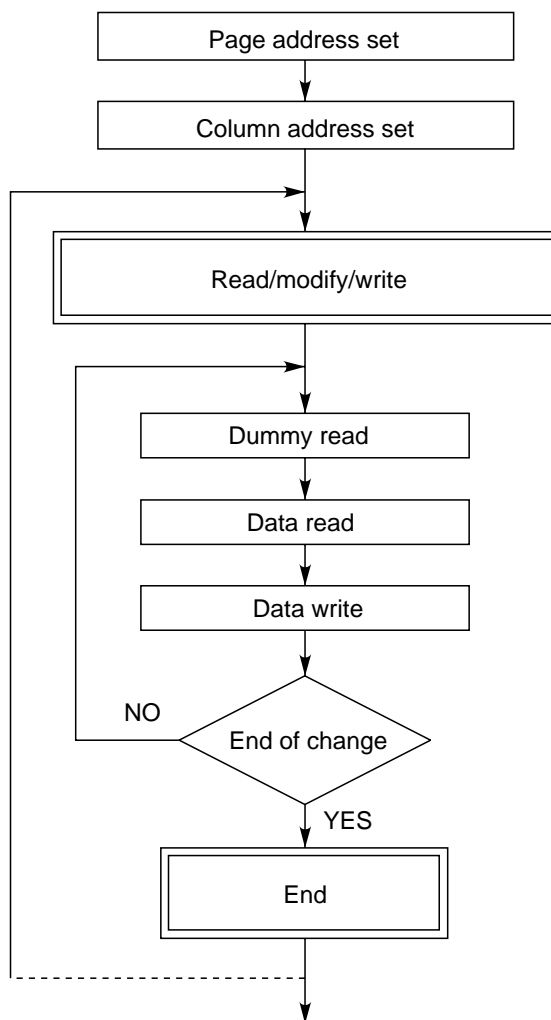 Page address set
Column address set
Read/modify/write
Dummy read
Data read
Data write
NO
End of change
YES
End